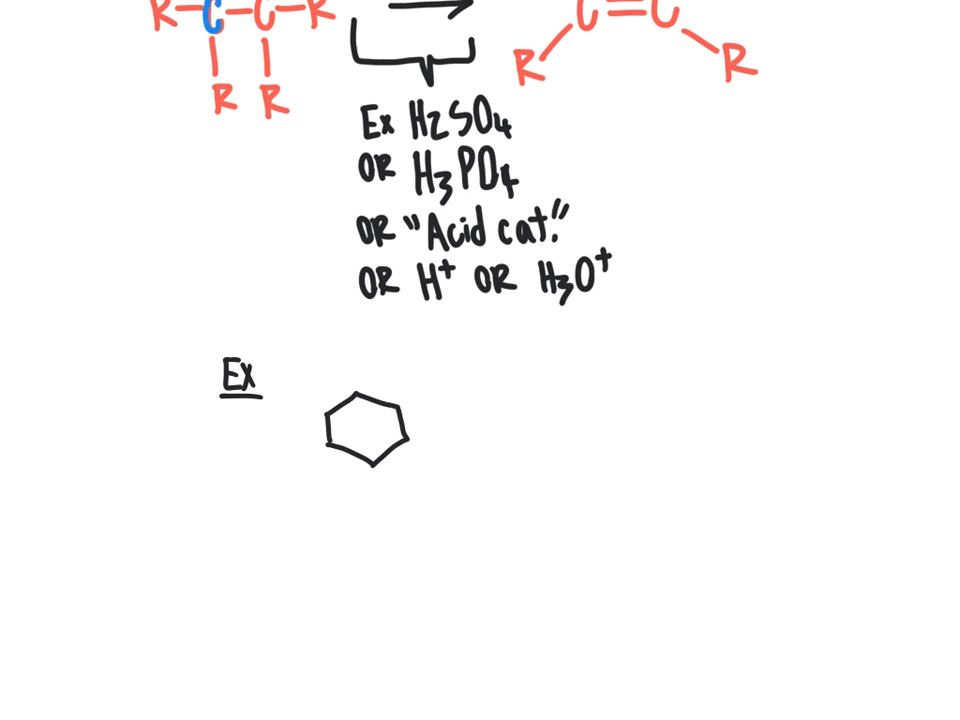 R–C–C–R C=C
R R
R R
Ex H2SO4
OR H3PO4
OR "Acid cat."
OR H+ OR H3O+
Ex